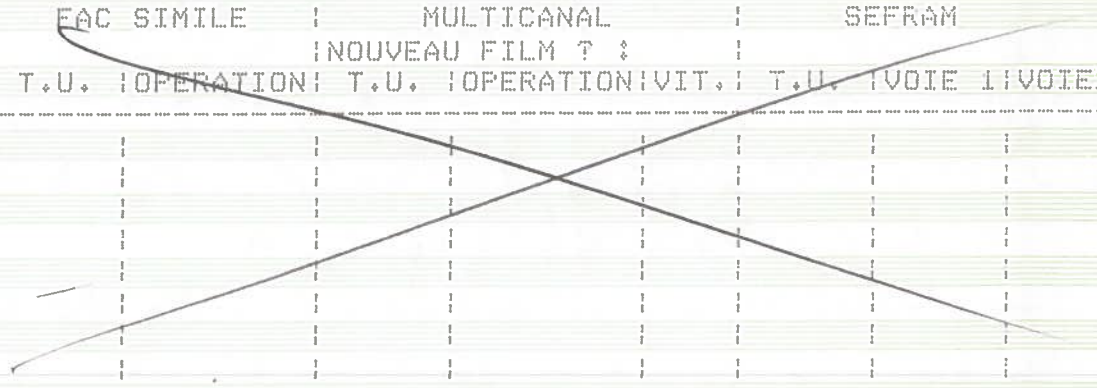 FAC SIMILE ¦ MULTICANAL ¦ SEFRAM
¦NOUVEAU FILM ? : ¦
T.U. ¦OPERATION¦ T.U. ¦OPERATION¦VIT.¦ T.U. ¦VOIE 1¦VOIE